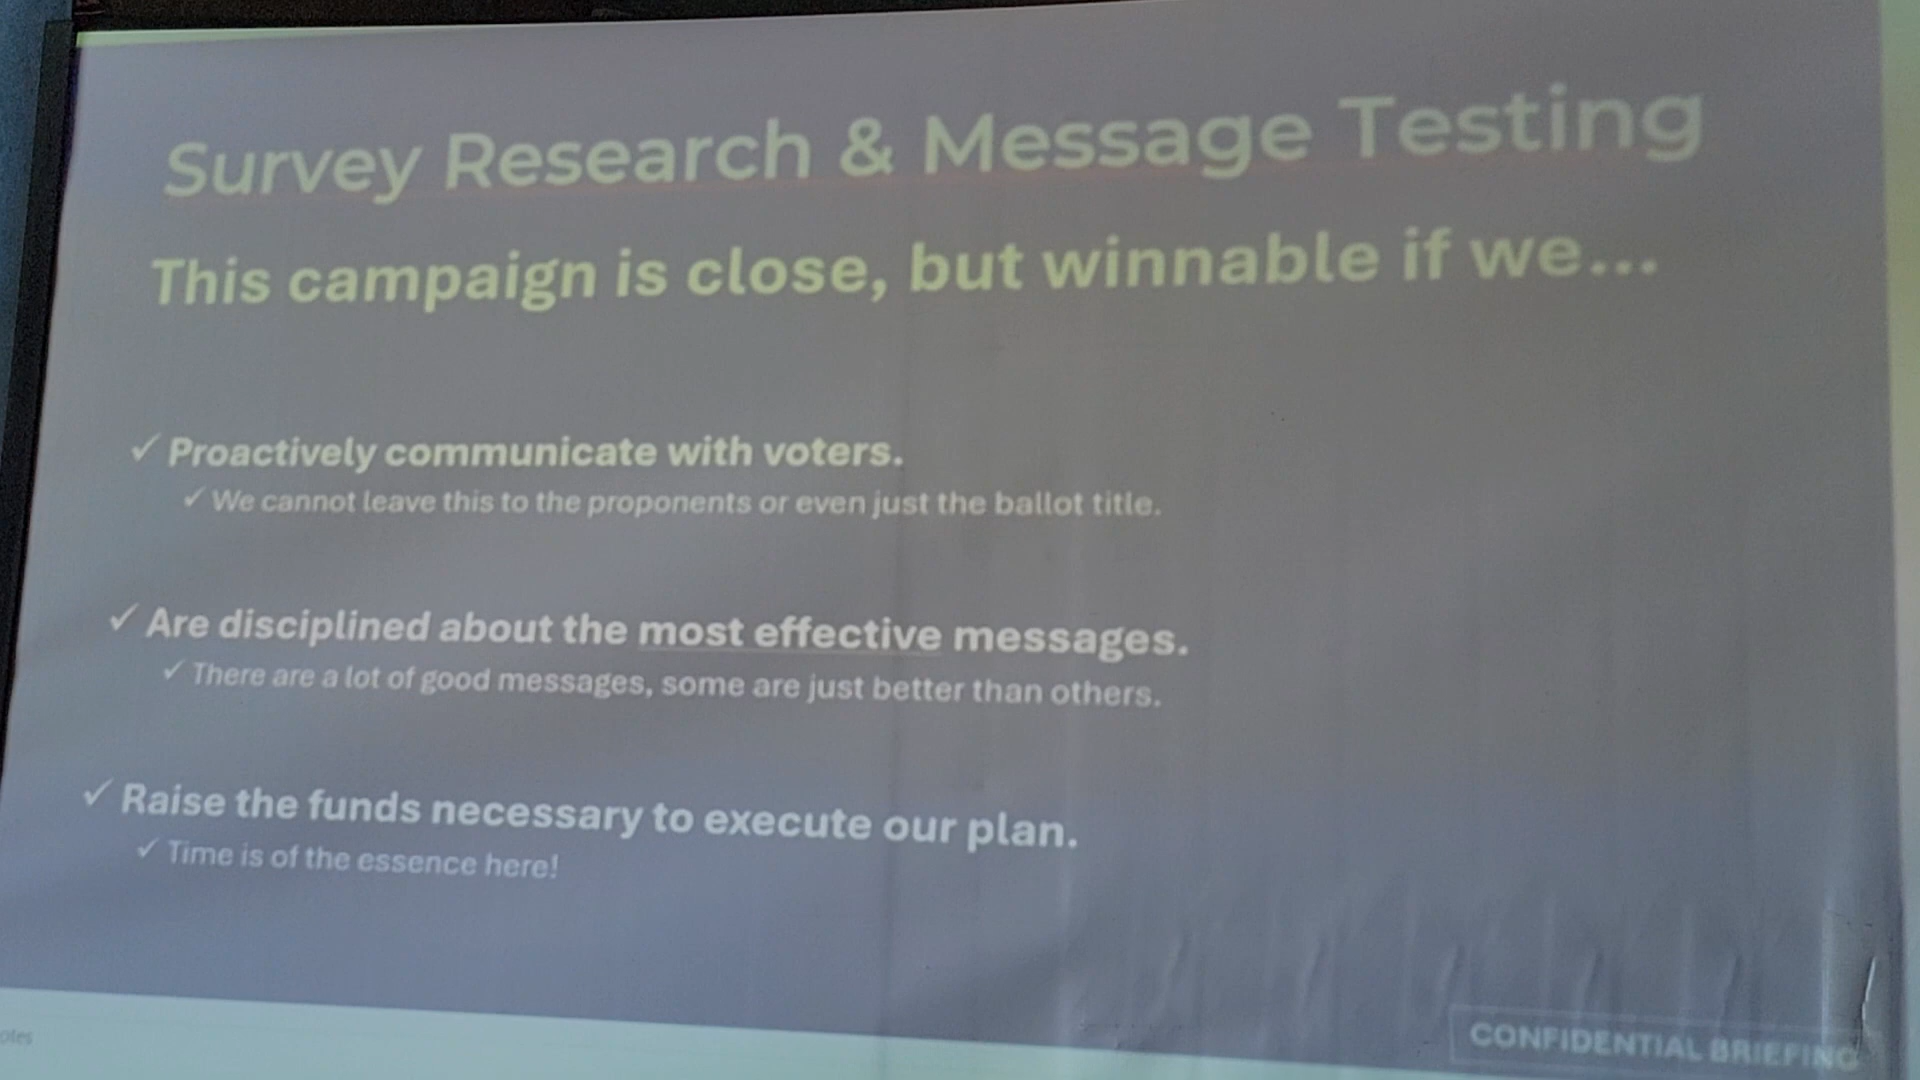 Survey Research & Message Testing
This campaign is close, but winnable if we...
✓ Proactively communicate with voters.
✓ We cannot leave this to the proponents or even just the ballot title.
✓ Are disciplined about the most effective messages.
✓ There are a lot of good messages, some are just better than others.
✓ Raise the funds necessary to execute our plan.
✓ Time is of the essence here!
CONFIDENTIAL BRIEFING